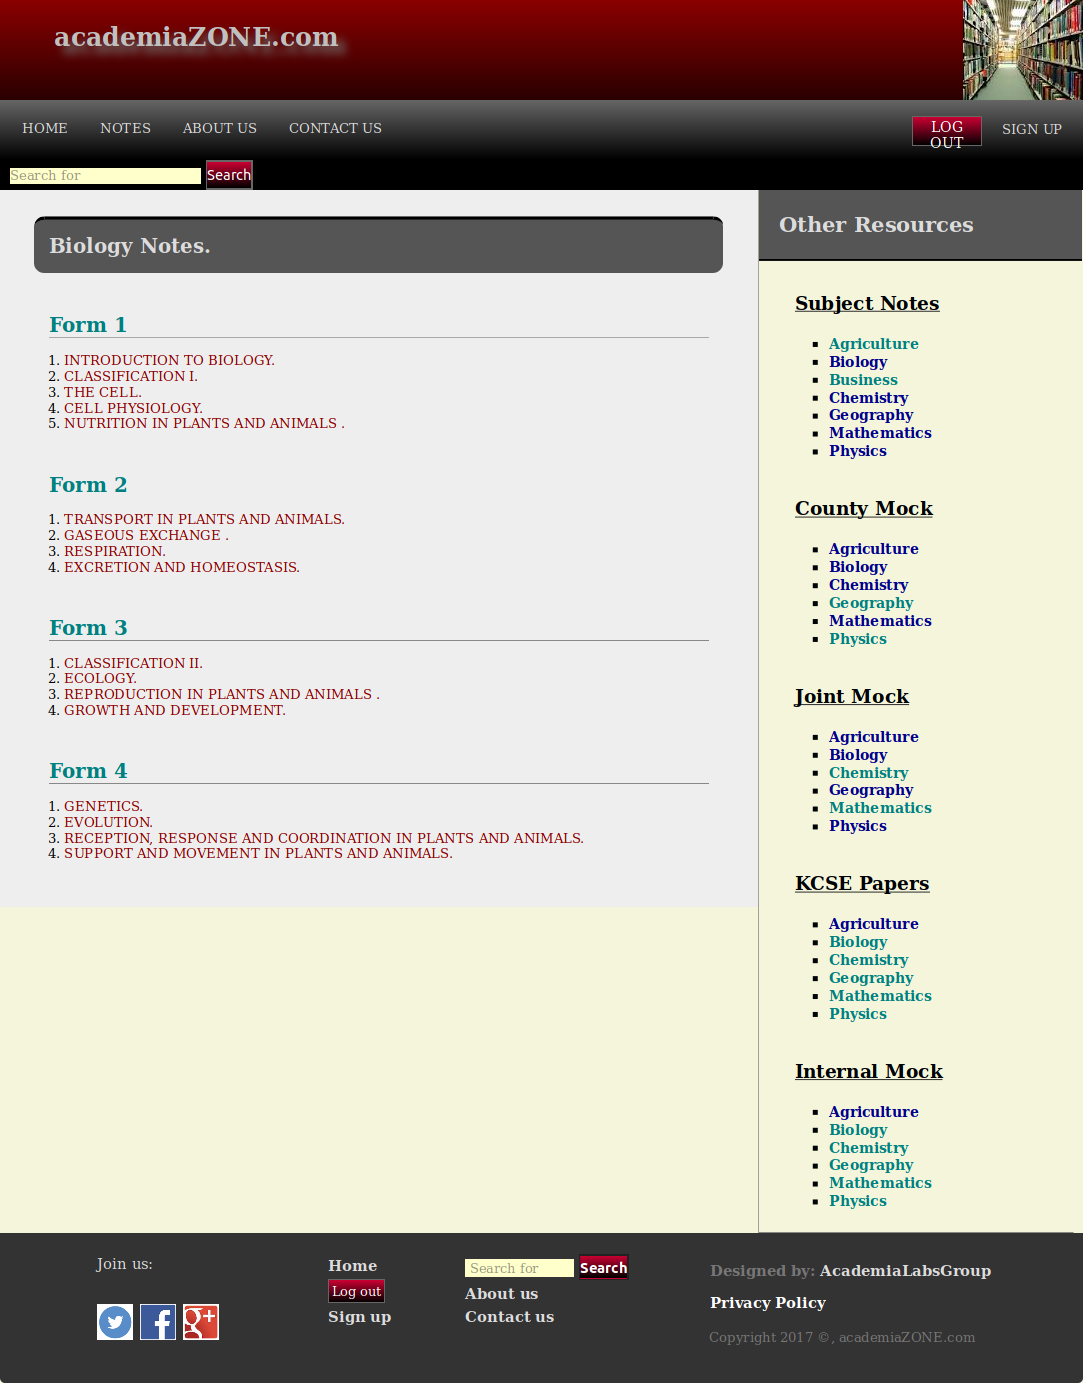 academiaZONE.com
HOME NOTES ABOUT US CONTACT US
LOG OUT
SIGN UP
Search for Search
Biology Notes.
Form 1
1. INTRODUCTION TO BIOLOGY.
2. CLASSIFICATION I.
3. THE CELL.
4. CELL PHYSIOLOGY.
5. NUTRITION IN PLANTS AND ANIMALS .
Form 2
1. TRANSPORT IN PLANTS AND ANIMALS.
2. GASEOUS EXCHANGE .
3. RESPIRATION.
4. EXCRETION AND HOMEOSTASIS.
Form 3
1. CLASSIFICATION II.
2. ECOLOGY.
3. REPRODUCTION IN PLANTS AND ANIMALS .
4. GROWTH AND DEVELOPMENT.
Form 4
1. GENETICS.
2. EVOLUTION.
3. RECEPTION, RESPONSE AND COORDINATION IN PLANTS AND ANIMALS.
4. SUPPORT AND MOVEMENT IN PLANTS AND ANIMALS.
Other Resources
Subject Notes
Agriculture
Biology
Business
Chemistry
Geography
Mathematics
Physics
County Mock
Agriculture
Biology
Chemistry
Geography
Mathematics
Physics
Joint Mock
Agriculture
Biology
Chemistry
Geography
Mathematics
Physics
KCSE Papers
Agriculture
Biology
Chemistry
Geography
Mathematics
Physics
Internal Mock
Agriculture
Biology
Chemistry
Geography
Mathematics
Physics
Join us:
f
g+
Home
Log out
Sign up
Search for Search
About us
Contact us
Designed by: AcademiaLabsGroup
Privacy Policy
Copyright 2017 ©, academiaZONE.com